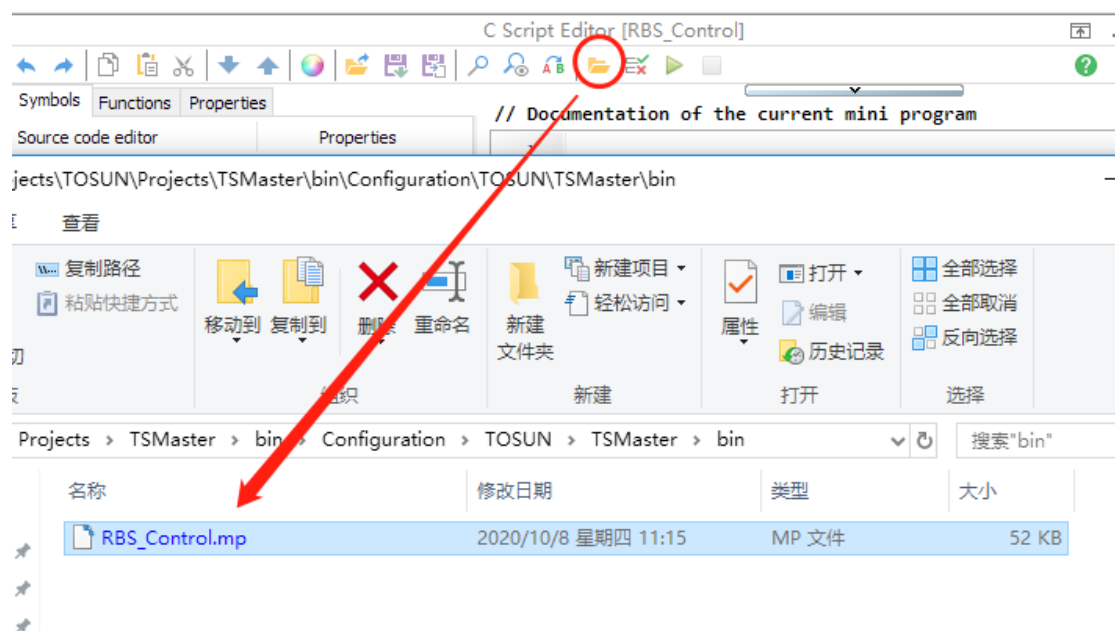 C Script Editor [RBS_Control]
Symbols Functions Properties
// Documentation of the current mini program
Source code editor Properties
jects\TOSUN\Projects\TSMaster\bin\Configuration\TOSUN\TSMaster\bin
查看
复制路径
粘贴快捷方式
移动到 复制到 删除 重命名
新建
文件夹
新建项目
轻松访问
属性
打开
编辑
历史记录
全部选择
全部取消
反向选择
组织 新建 打开 选择
Projects > TSMaster > bin > Configuration > TOSUN > TSMaster > bin 搜索"bin"
名称 修改日期 类型 大小
RBS_Control.mp 2020/10/8 星期四 11:15 MP 文件 52 KB